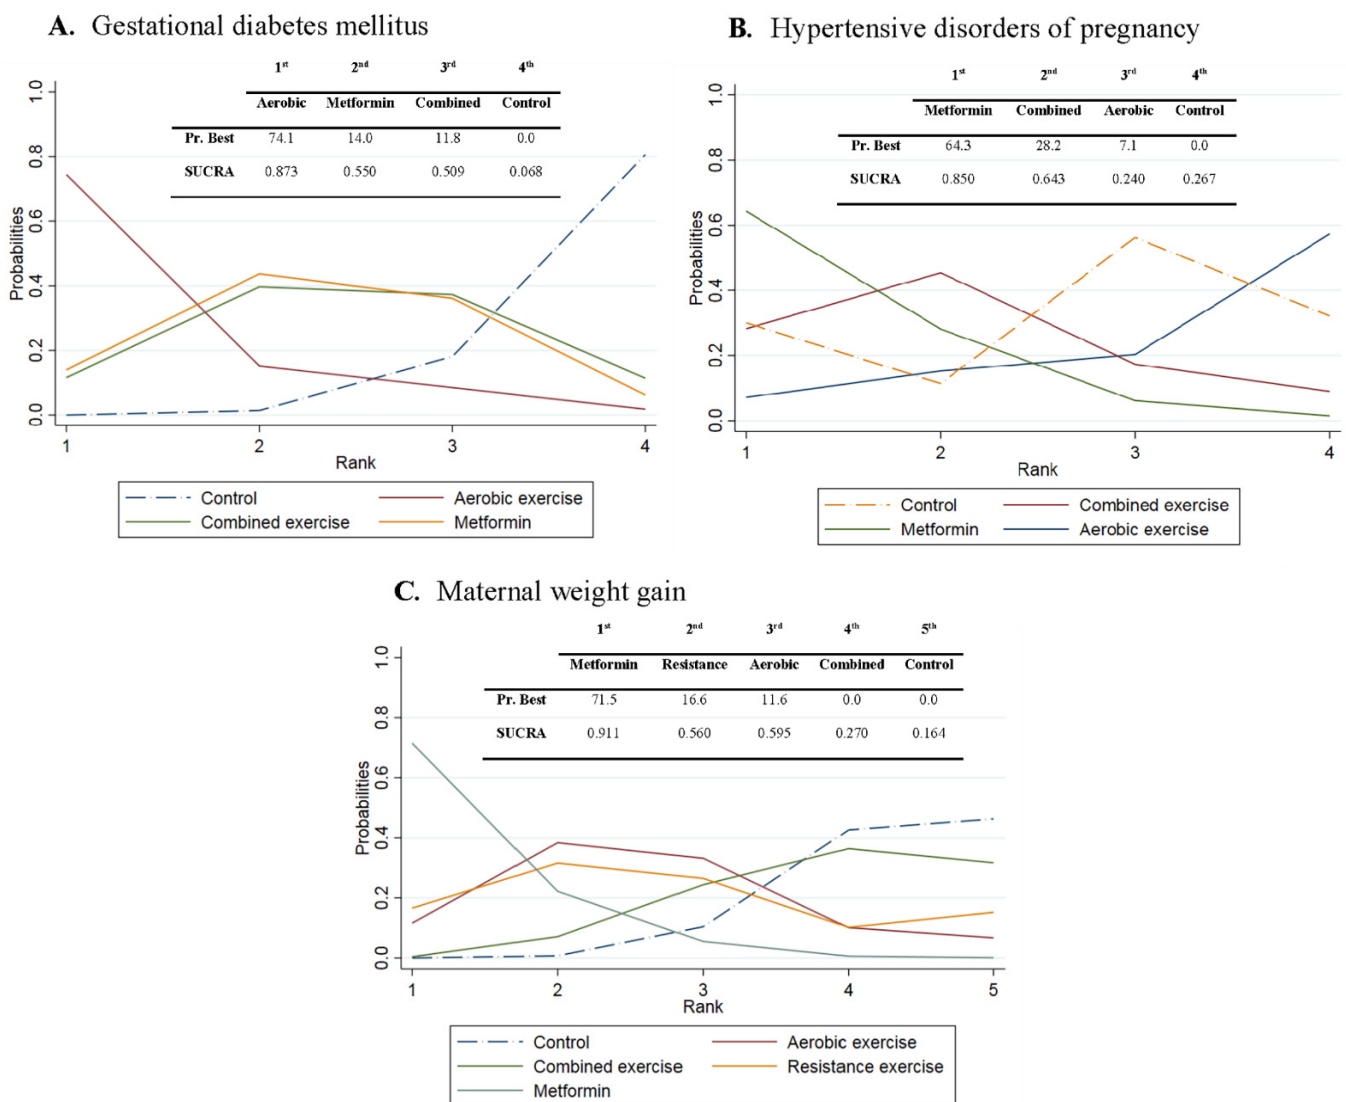 A. Gestational diabetes mellitus
1st 2nd 3rd 4th
Aerobic Metformin Combined Control
Pr. Best 74.1 14.0 11.8 0.0
SUCRA 0.873 0.550 0.509 0.068
Probabilities
1.0
0.8
0.6
0.4
0.2
0.0
1 2 3 4
Rank
Control Aerobic exercise
Combined exercise Metformin
B. Hypertensive disorders of pregnancy
1st 2nd 3rd 4th
Metformin Combined Aerobic Control
Pr. Best 64.3 28.2 7.1 0.0
SUCRA 0.850 0.643 0.240 0.267
Probabilities
1.0
0.8
0.6
0.4
0.2
0.0
1 2 3 4
Rank
Control Combined exercise
Metformin Aerobic exercise
C. Maternal weight gain
1st 2nd 3rd 4th 5th
Metformin Resistance Aerobic Combined Control
Pr. Best 71.5 16.6 11.6 0.0 0.0
SUCRA 0.911 0.560 0.595 0.270 0.164
Probabilities
1.0
0.8
0.6
0.4
0.2
0.0
1 2 3 4 5
Rank
Control Aerobic exercise
Combined exercise Resistance exercise
Metformin